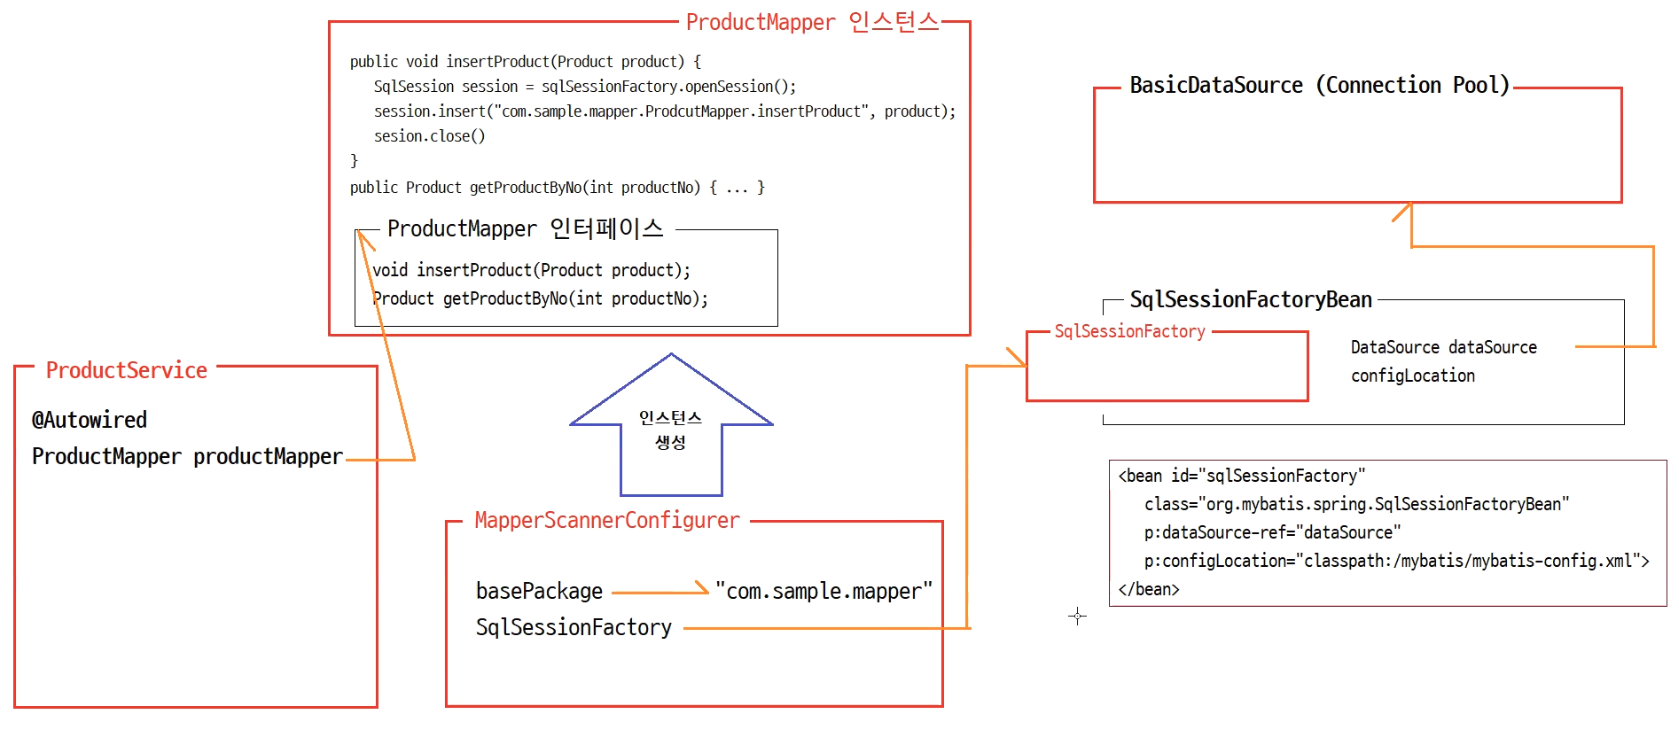 ProductMapper 인스턴스
public void insertProduct(Product product) {
SqlSession session = sqlSessionFactory.openSession();
session.insert("com.sample.mapper.ProdcutMapper.insertProduct", product);
sesion.close()
}
public Product getProductByNo(int productNo) { ... }
ProductMapper 인터페이스
void insertProduct(Product product);
Product getProductByNo(int productNo);
BasicDataSource (Connection Pool)
SqlSessionFactoryBean
SqlSessionFactory
DataSource dataSource
configLocation
ProductService
@Autowired
ProductMapper productMapper
인스턴스
생성
MapperScannerConfigurer
basePackage "com.sample.mapper"
SqlSessionFactory
<bean id="sqlSessionFactory"
class="org.mybatis.spring.SqlSessionFactoryBean"
p:dataSource-ref="dataSource"
p:configLocation="classpath:/mybatis/mybatis-config.xml">
</bean>